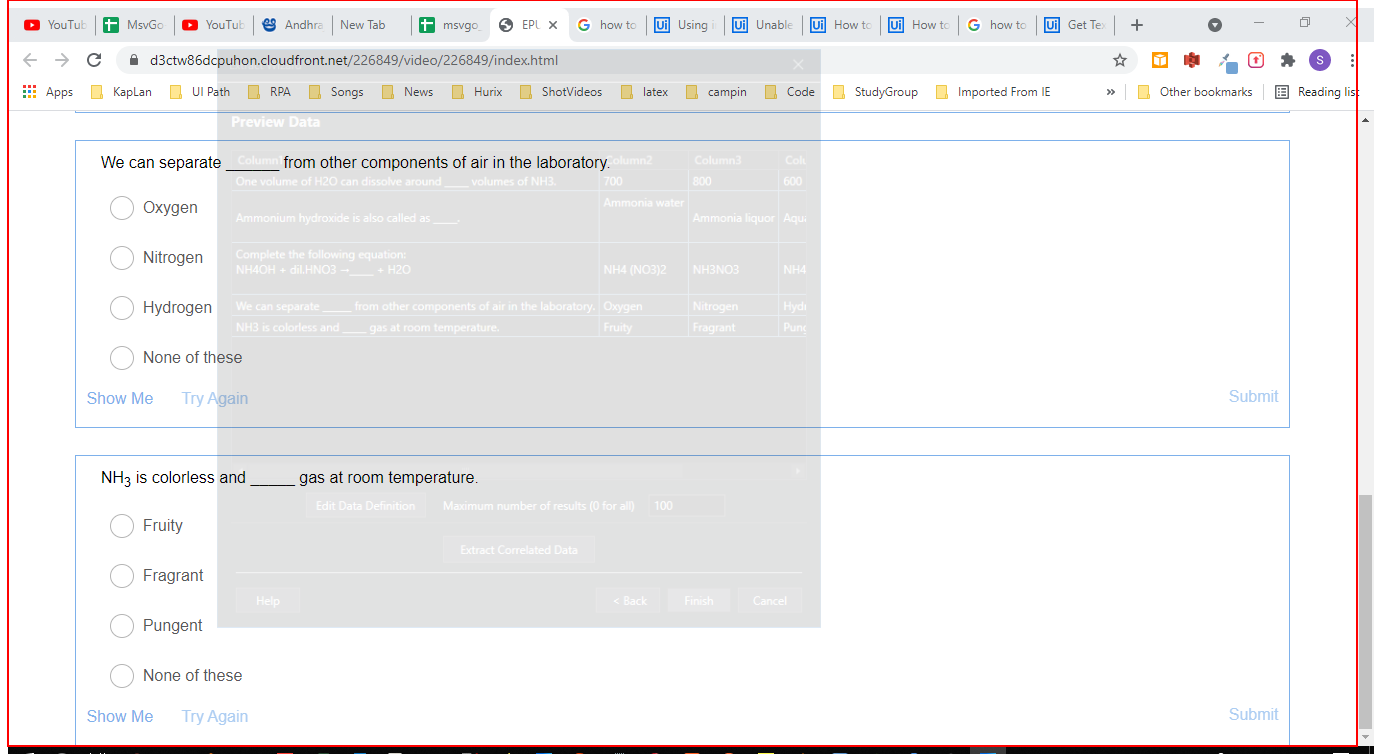 YouTub MsvGo YouTub Andhra New Tab msvgo_ EPU how to Using i Unable How to How to how to Get Tex
d3ctw86dcpuhon.cloudfront.net/226849/video/226849/index.html S
Apps KapLan UI Path RPA Songs News Hurix ShotVideos latex campin Code StudyGroup Imported From IE » Other bookmarks Reading list
Preview Data
We can separate ______ from other components of air in the laboratory.
Oxygen
Nitrogen
Hydrogen
None of these
Show Me Try Again Submit
Column2 Column3 Colu
One volume of H2O can dissolve around ____ volumes of NH3. 700 800 600
Ammonium hydroxide is also called as ____. Ammonia water Ammonia liquor Aqua
Complete the following equation:
NH4OH + dil.HNO3 →____ + H2O NH4 (NO3)2 NH3NO3 NH4
We can separate _____ from other components of air in the laboratory. Oxygen Nitrogen Hydr
NH3 is colorless and ____ gas at room temperature. Fruity Fragrant Pung
NH3 is colorless and _____ gas at room temperature.
Fruity
Fragrant
Pungent
None of these
Show Me Try Again Submit
Edit Data Definition Maximum number of results (0 for all) 100
Extract Correlated Data
Help < Back Finish Cancel